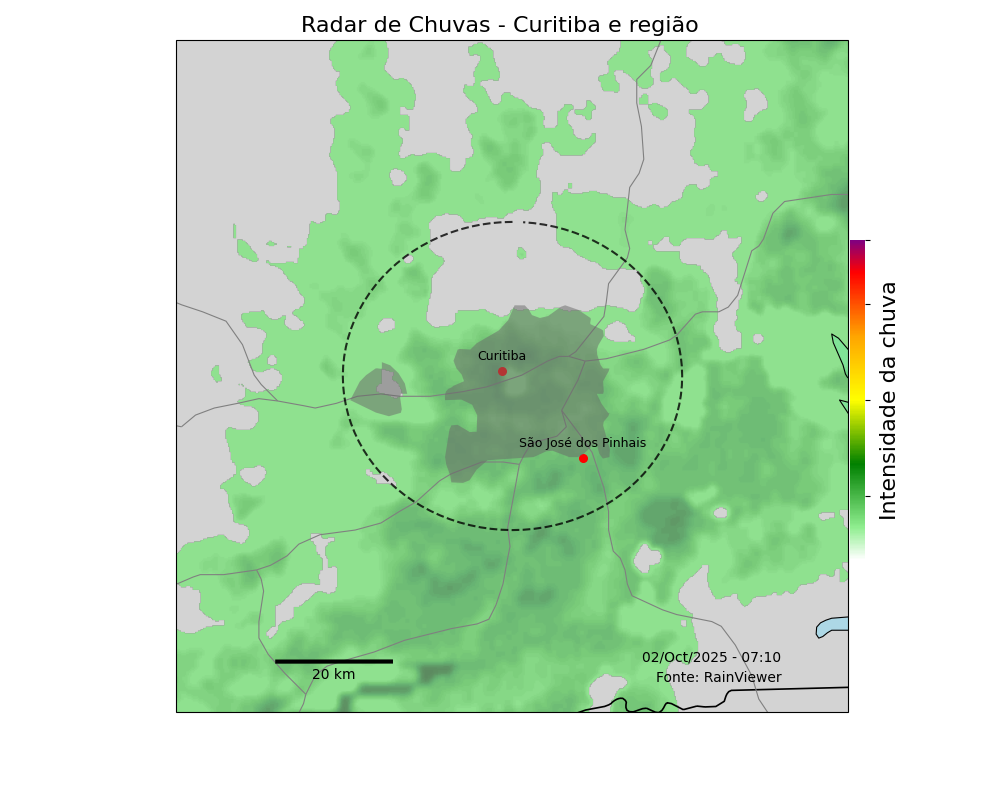 Radar de Chuvas - Curitiba e região
Curitiba
São José dos Pinhais
Intensidade da chuva
02/Oct/2025 - 07:10
Fonte: RainViewer
20 km